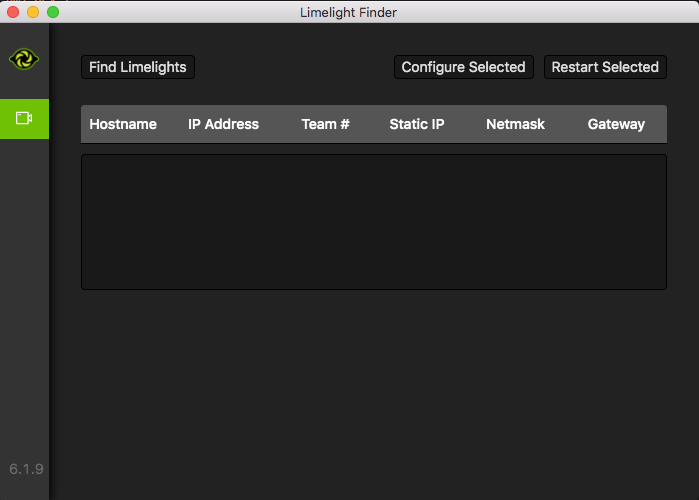 Limelight Finder
Find Limelights
Configure Selected
Restart Selected
Hostname IP Address Team # Static IP Netmask Gateway
6.1.9